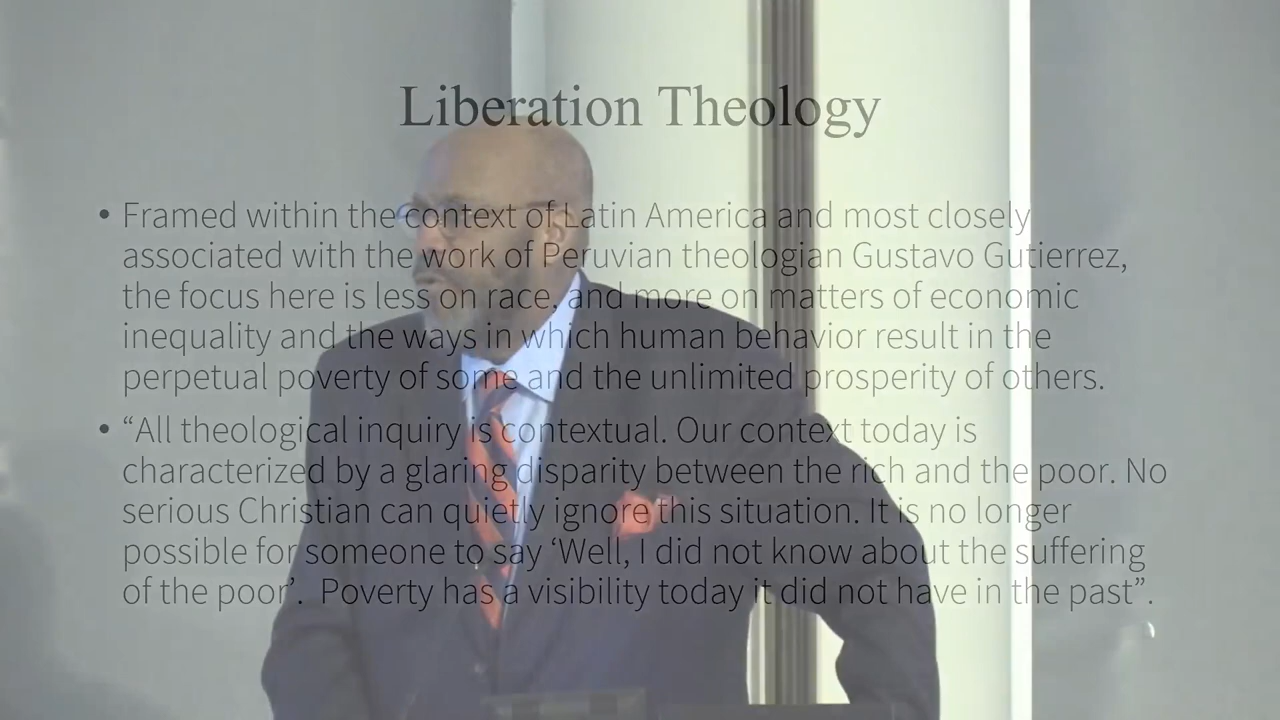 Liberation Theology
• Framed within the context of Latin America and most closely
associated with the work of Peruvian theologian Gustavo Gutierrez,
the focus here is less on race, and more on matters of economic
inequality and the ways in which human behavior result in the
perpetual poverty of some and the unlimited prosperity of others.
• “All theological inquiry is contextual. Our context today is
characterized by a glaring disparity between the rich and the poor. No
serious Christian can quietly ignore this situation. It is no longer
possible for someone to say ‘Well, I did not know about the suffering
of the poor’.  Poverty has a visibility today it did not have in the past”.